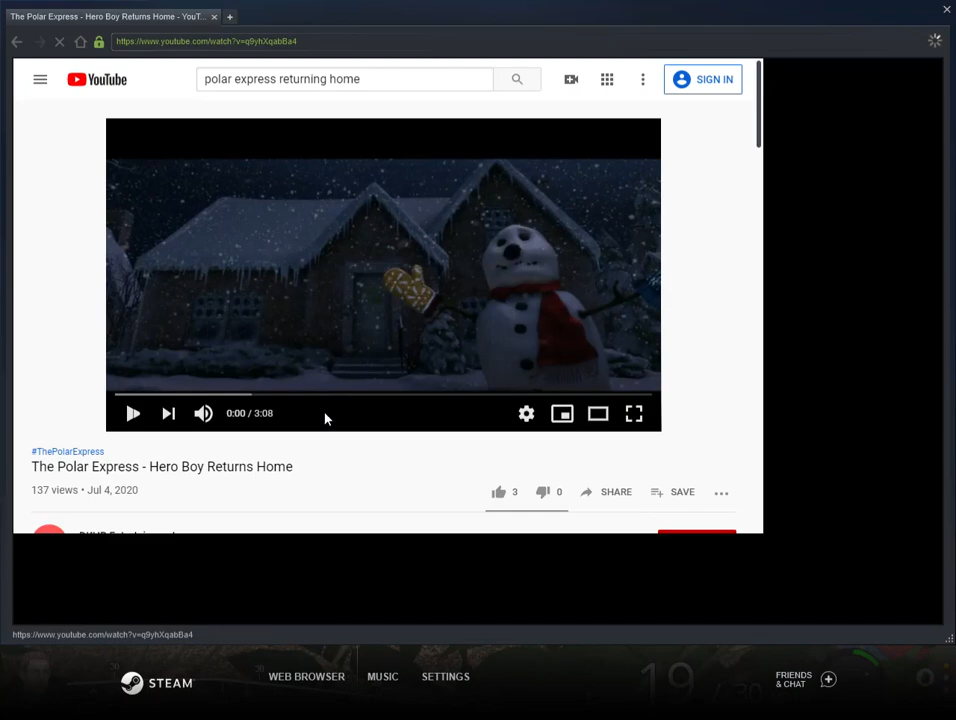 The Polar Express - Hero Boy Returns Home - YouT...
https://www.youtube.com/watch?v=q9yhXqabBa4
YouTube
polar express returning home
SIGN IN
0:00 / 3:08
#ThePolarExpress
The Polar Express - Hero Boy Returns Home
137 views • Jul 4, 2020
3
0
SHARE
SAVE
https://www.youtube.com/watch?v=q9yhXqabBa4
STEAM
WEB BROWSER
MUSIC
SETTINGS
19 / 30
FRIENDS
& CHAT